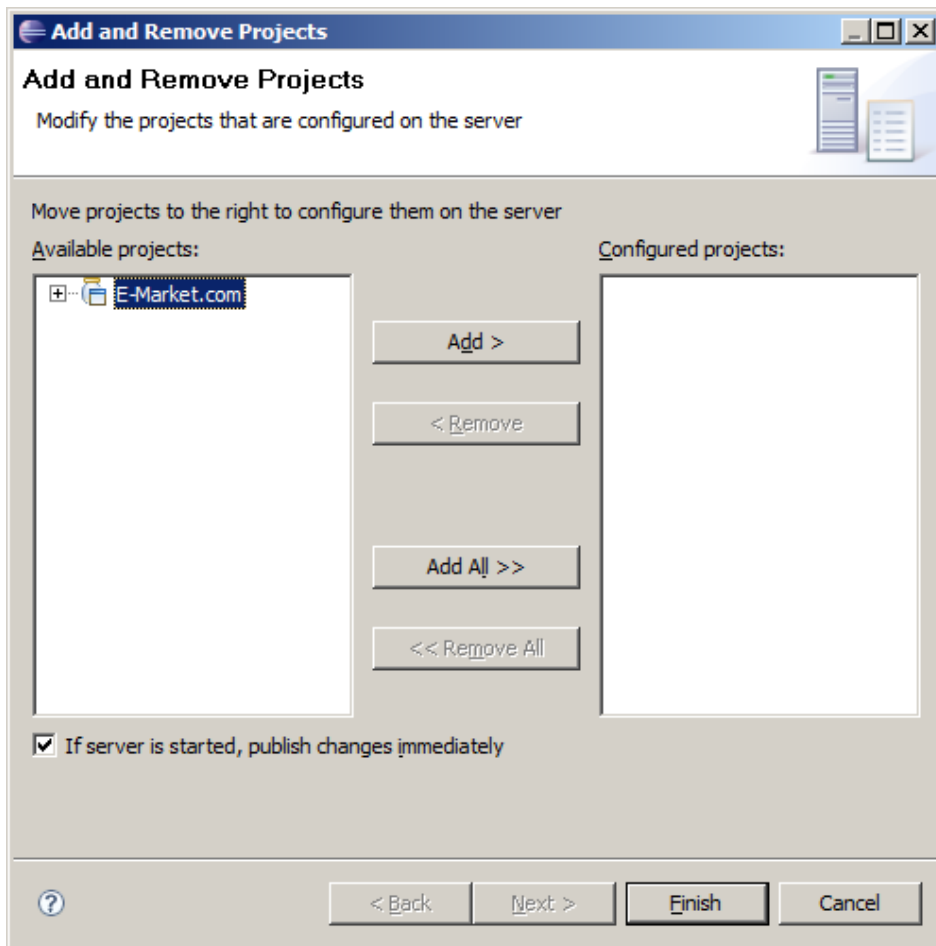 Add and Remove Projects
Add and Remove Projects
Modify the projects that are configured on the server
Move projects to the right to configure them on the server
Available projects:
Configured projects:
E-Market.com
Add >
< Remove
Add All >>
<< Remove All
If server is started, publish changes immediately
< Back
Next >
Finish
Cancel